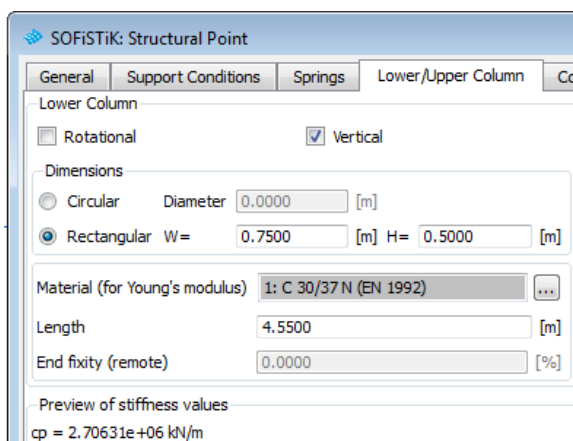 SOFiSTiK: Structural Point
General Support Conditions Springs Lower/Upper Column
Lower Column
Rotational Vertical
Dimensions
Circular Diameter 0.0000 [m]
Rectangular W= 0.7500 [m] H= 0.5000 [m]
Material (for Young's modulus) 1: C 30/37 N (EN 1992) ...
Length 4.5500 [m]
End fixity (remote) 0.0000 [%]
Preview of stiffness values
cp = 2.70631e+06 kN/m